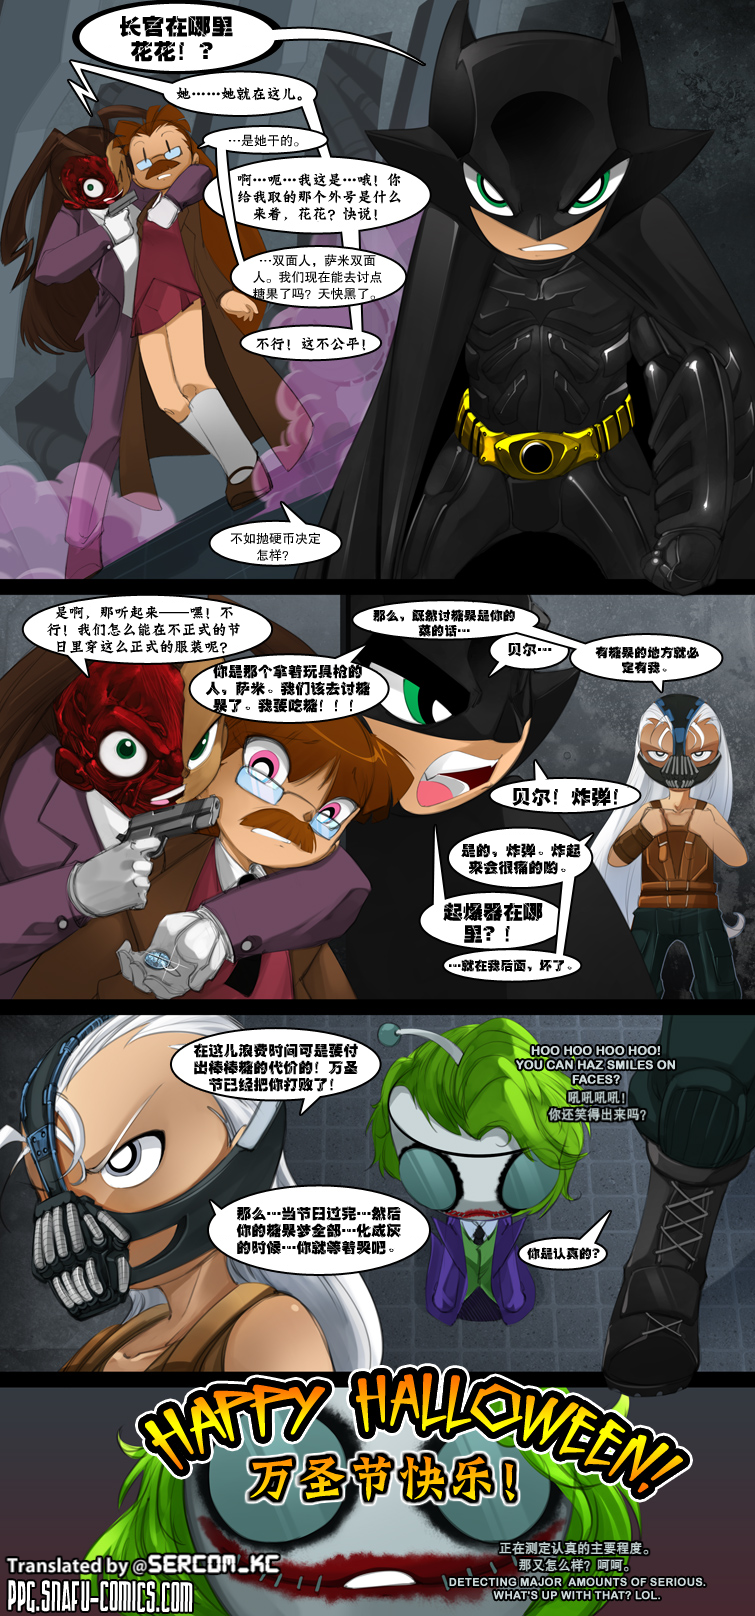 长官在哪里
花花！？
她……她就在这儿。
…是她干的。
啊…呃…我这是…哦！你
给我取的那个外号是什么
来着，花花？快说！
…双面人，萨米双面
人。我们现在能去讨点
糖果了吗？天快黑了。
不行！这不公平！
不如抛硬币决定
怎样？
是啊，那听起来——嘿！不
行！我们怎么能在不正式的节
日里穿这么正式的服装呢？
你是那个拿着玩具枪的
人，萨米。我们该去讨糖
果了。我要吃糖！！！
那么，既然讨糖果是你的
菜的话…
贝尔…
有糖果的地方就必
定有我。
贝尔！炸弹！
是的，炸弹。炸起
来会很痛的哟。
起爆器在哪
里？！
…就在我后面，坏了。
在这儿浪费时间可是要付
出棒棒糖的代价的！万圣
节已经把你打败了！
HOO HOO HOO HOO!
YOU CAN HAZ SMILES ON
FACES?
吼吼吼吼！
你还笑得出来吗？
那么…当节日过完…然后
你的糖果梦全部…化成灰
的时候…你就等着哭吧。
你是认真的？
HAPPY HALLOWEEN!
万圣节快乐！
正在测定认真的主要程度。
那又怎么样？呵呵。
DETECTING MAJOR AMOUNTS OF SERIOUS.
WHAT'S UP WITH THAT? LOL.
Translated by @SERCOM_KC
PPG.SNAFU-COMICS.COM